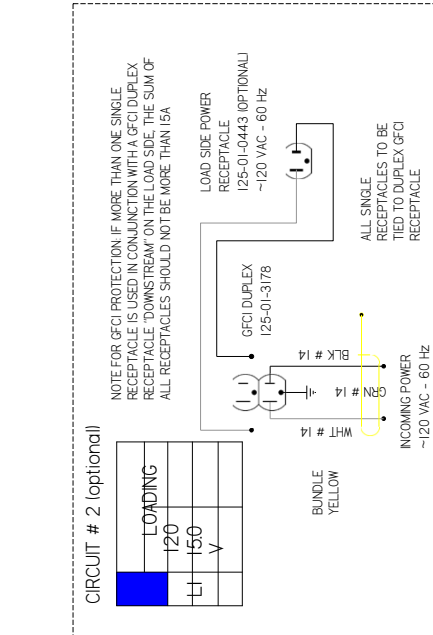 CIRCUIT # 2 (optional)
LOADING
120
L1
15.0
V
NOTE FOR GFCI PROTECTION: IF MORE THAN ONE SINGLE
RECEPTACLE IS USED IN CONJUNCTION WITH A GFCI DUPLEX
RECEPTACLE "DOWNSTREAM" ON THE LOAD SIDE, THE SUM OF
ALL RECEPTACLES SHOULD NOT BE MORE THAN 15A
LOAD SIDE POWER
RECEPTACLE
125-01-0443 (OPTIONAL)
~120 VAC - 60 Hz
GFCI DUPLEX
125-01-3178
BUNDLE
YELLOW
WHT # 14
GRN # 14
BLK # 14
INCOMING POWER
~120 VAC - 60 Hz
ALL SINGLE
RECEPTACLES TO BE
TIED TO DUPLEX GFCI
RECEPTACLE